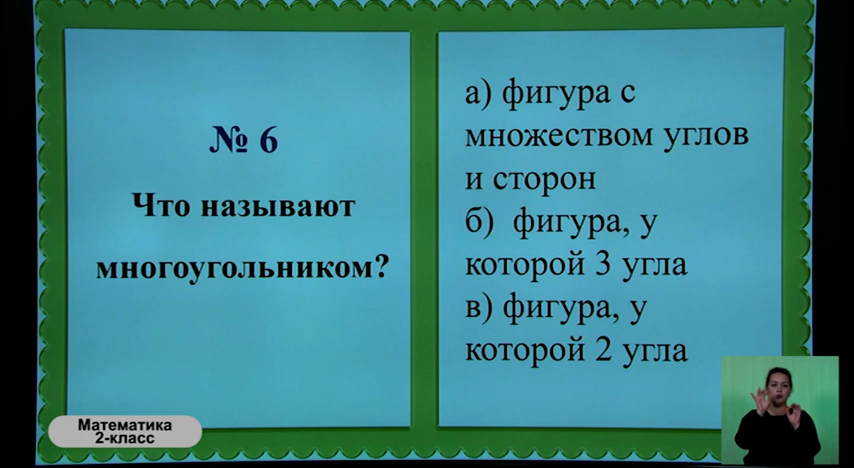 № 6
Что называют
многоугольником?
а) фигура с
множеством углов
и сторон
б) фигура, у
которой 3 угла
в) фигура, у
которой 2 угла
Математика
2-класс